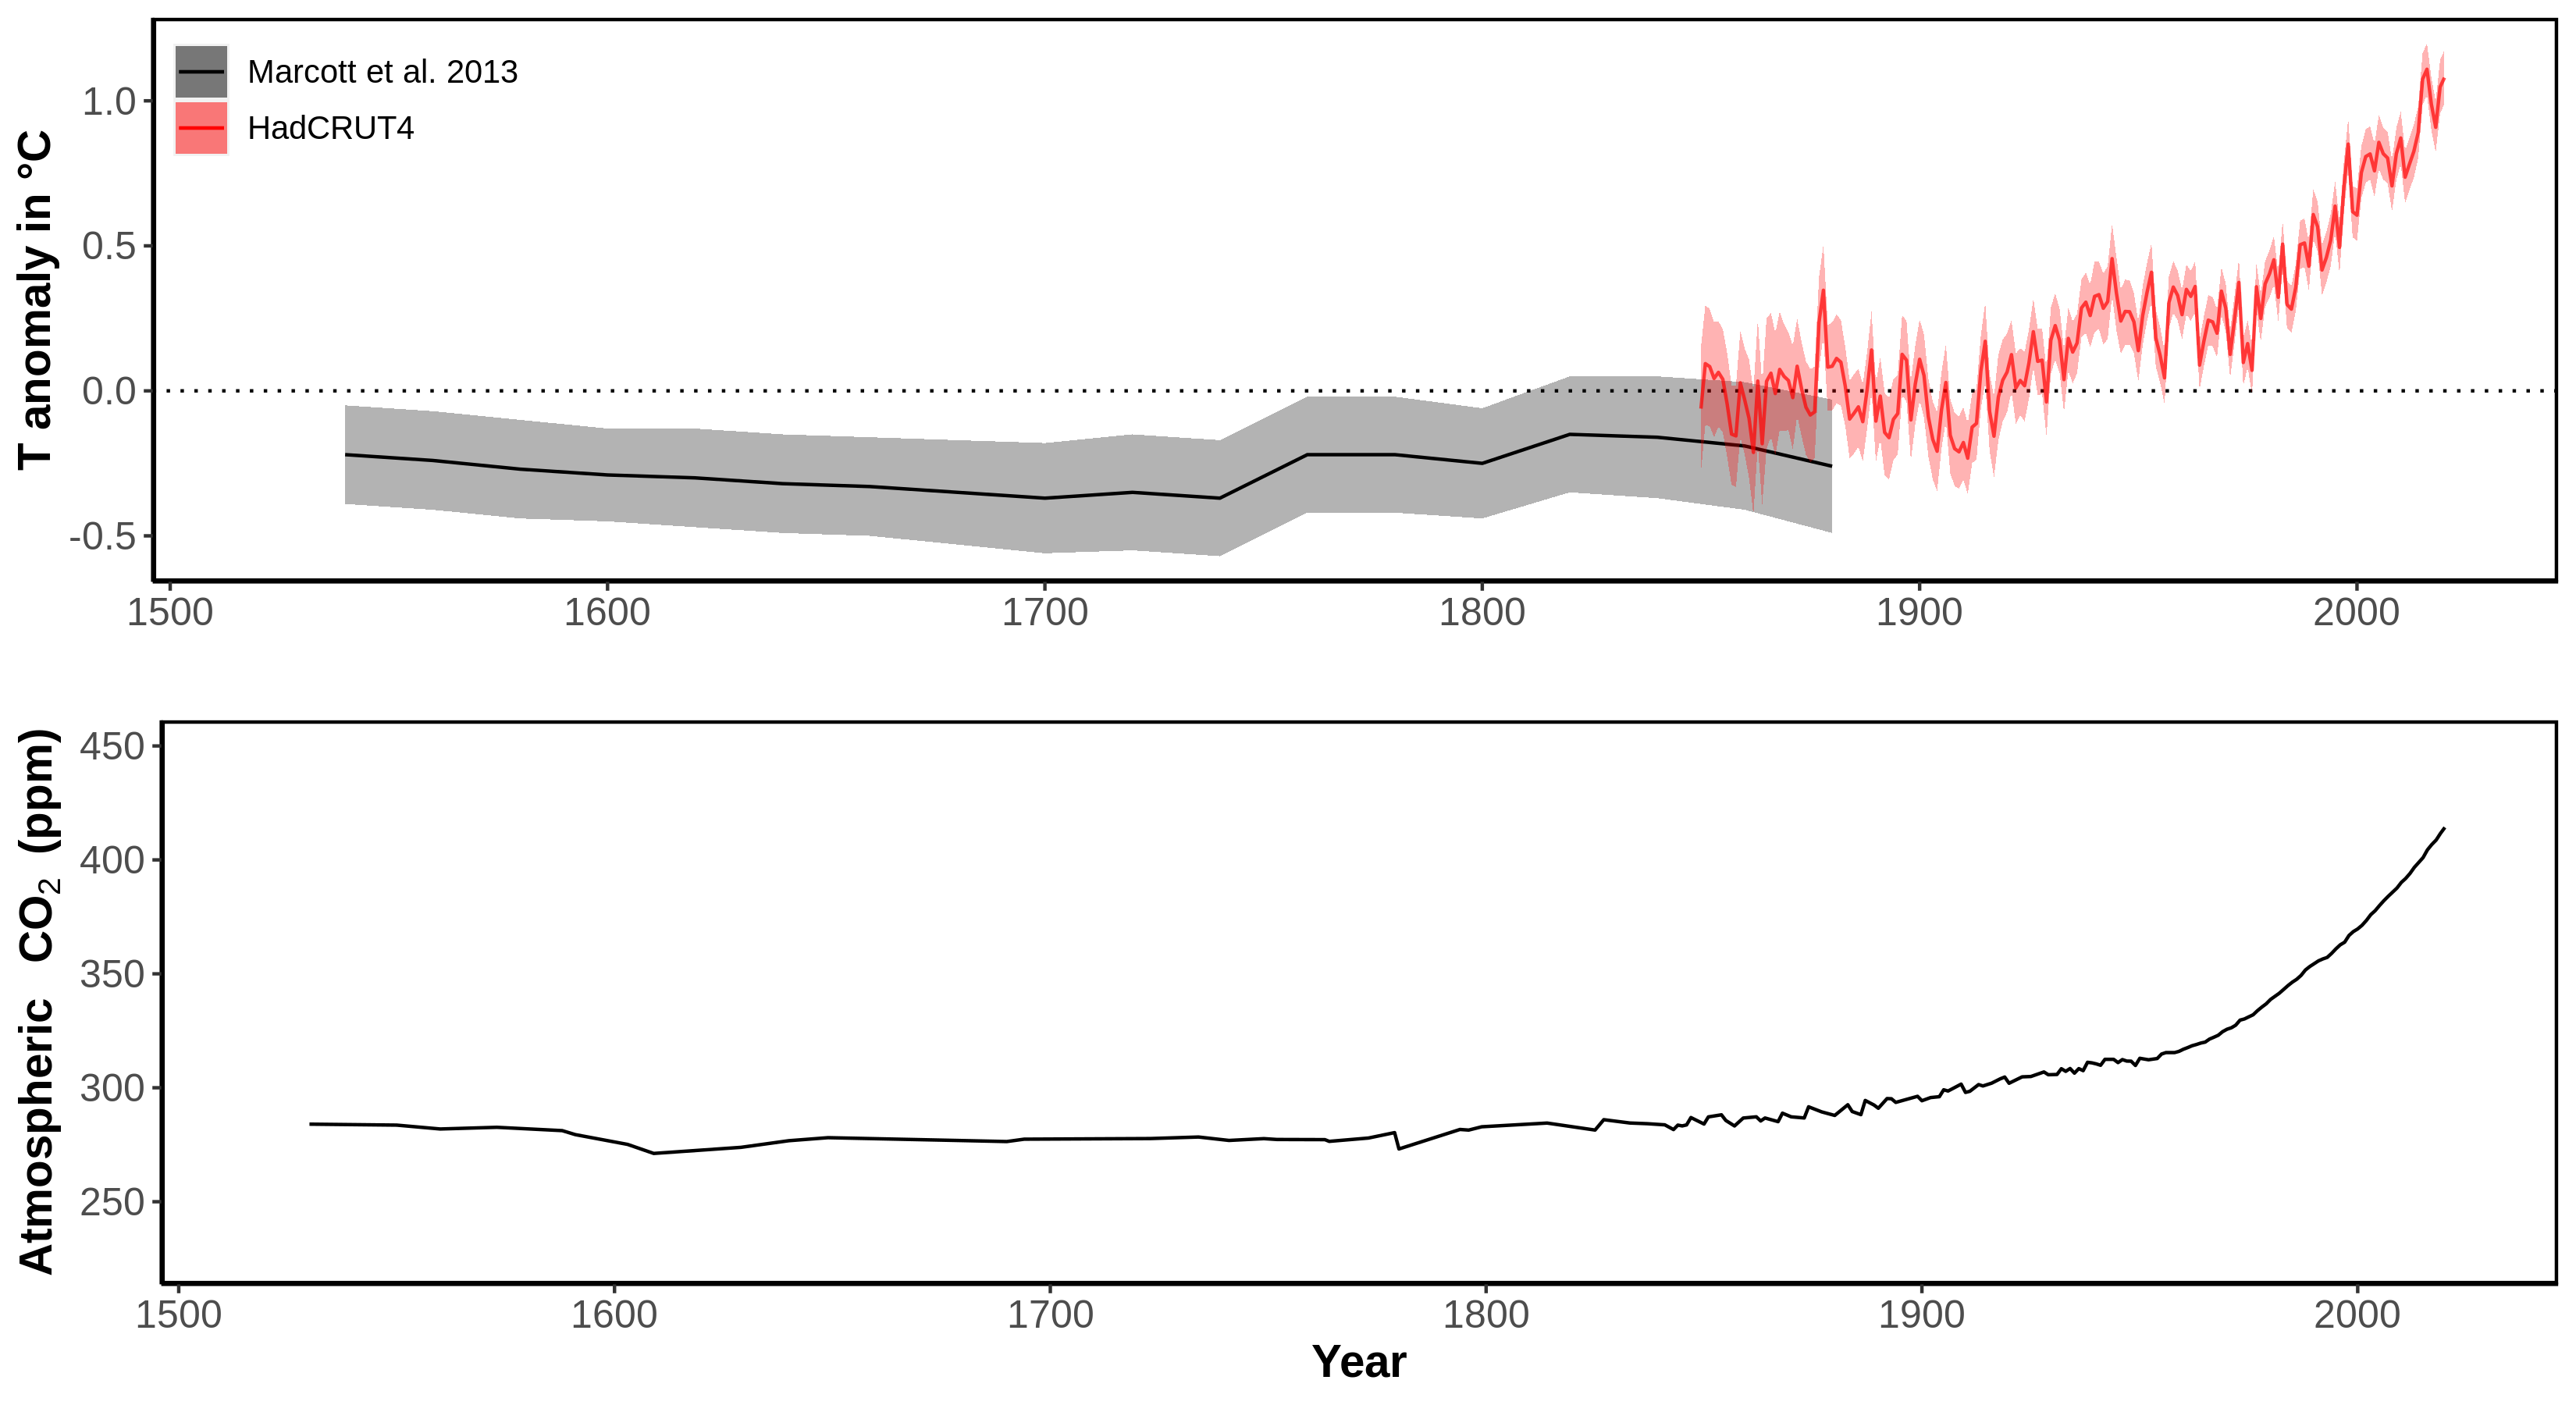 T anomaly in °C
1.0
0.5
0.0
-0.5
Marcott et al. 2013
HadCRUT4
1500 1600 1700 1800 1900 2000
Atmospheric CO₂ (ppm)
450
400
350
300
250
1500 1600 1700 1800 1900 2000
Year